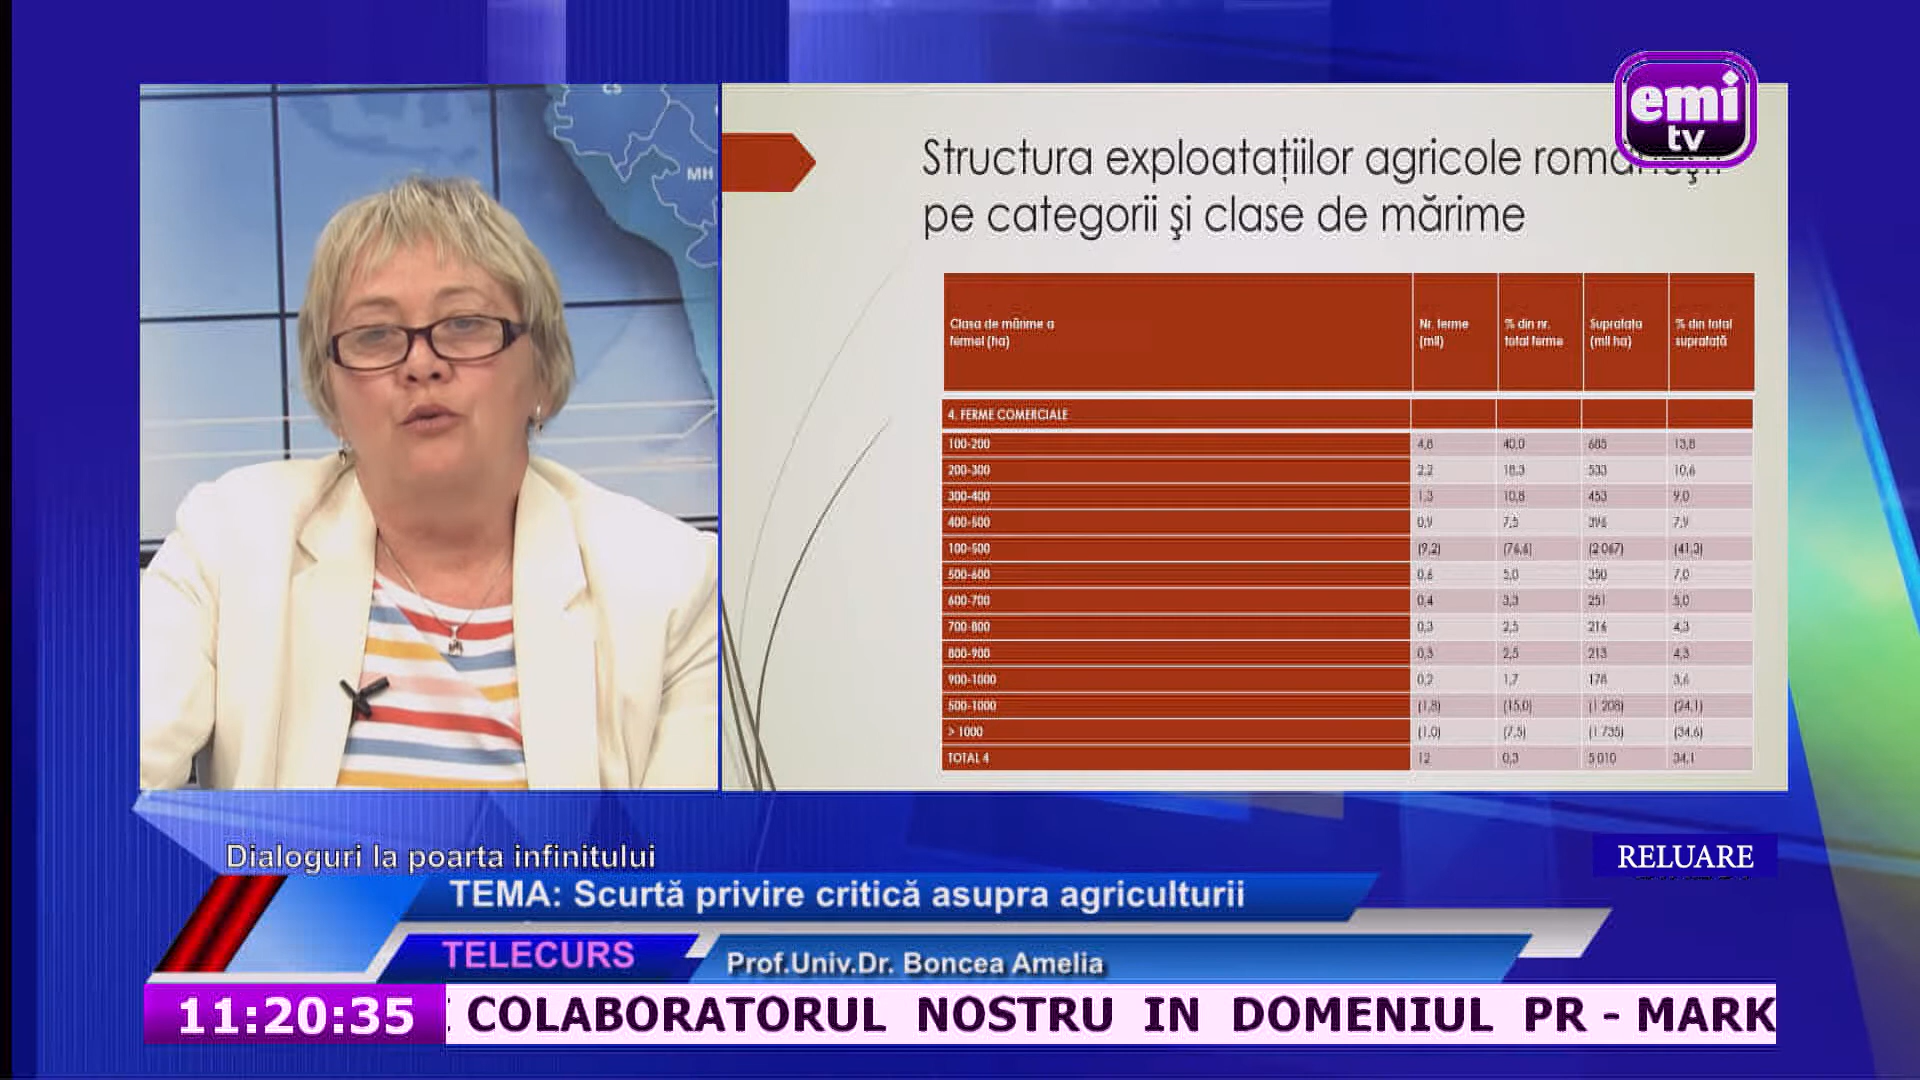 CS
MH
emi
tv
Structura exploatațiilor agricole
pe categorii şi clase de mărime
Clasa de mărime a fermei (ha) Nr. ferme (mii) % din nr. total ferme Suprafața (mii ha) % din total suprafață
4. FERME COMERCIALE
100-200 4,8 40,0 685 13,8
200-300 2,2 18,3 533 10,6
300-400 1,3 10,8 453 9,0
400-500 0,9 7,5 396 7,9
100-500 (9,2) (76,6) (2 067) (41,3)
500-600 0,6 5,0 350 7,0
600-700 0,4 3,3 251 5,0
700-800 0,3 2,5 216 4,3
800-900 0,3 2,5 213 4,3
900-1000 0,2 1,7 178 3,6
500-1000 (1,8) (15,0) (1 208) (24,1)
> 1000 (1,0) (7,5) (1 735) (34,6)
TOTAL 4 12 0,3 5 010 34,1
Dialoguri la poarta infinitului
RELUARE
TEMA: Scurtă privire critică asupra agriculturii
TELECURS
Prof.Univ.Dr. Boncea Amelia
11:20:35 COLABORATORUL NOSTRU IN DOMENIUL PR - MARK